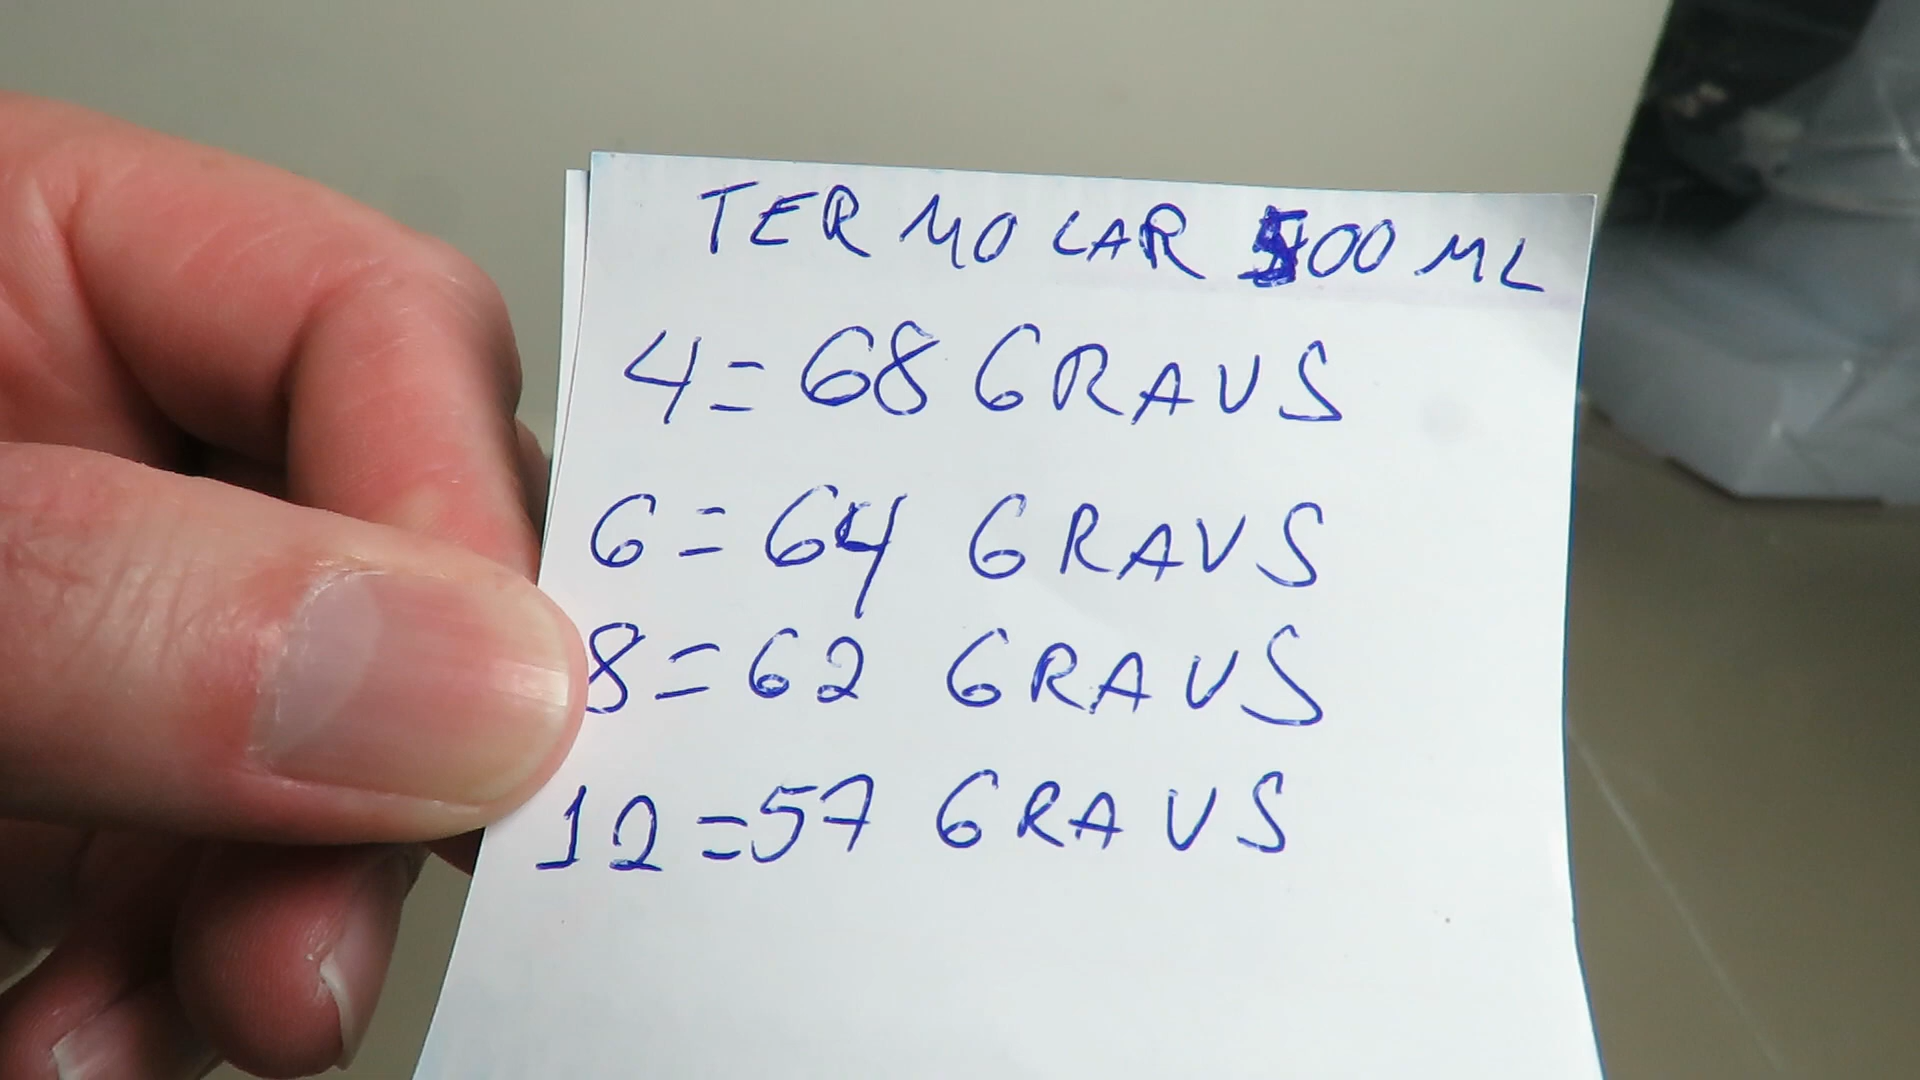 TERMOLAR 500 ML
4 = 68 GRAUS
6 = 64 GRAUS
8 = 62 GRAUS
12 = 57 GRAUS